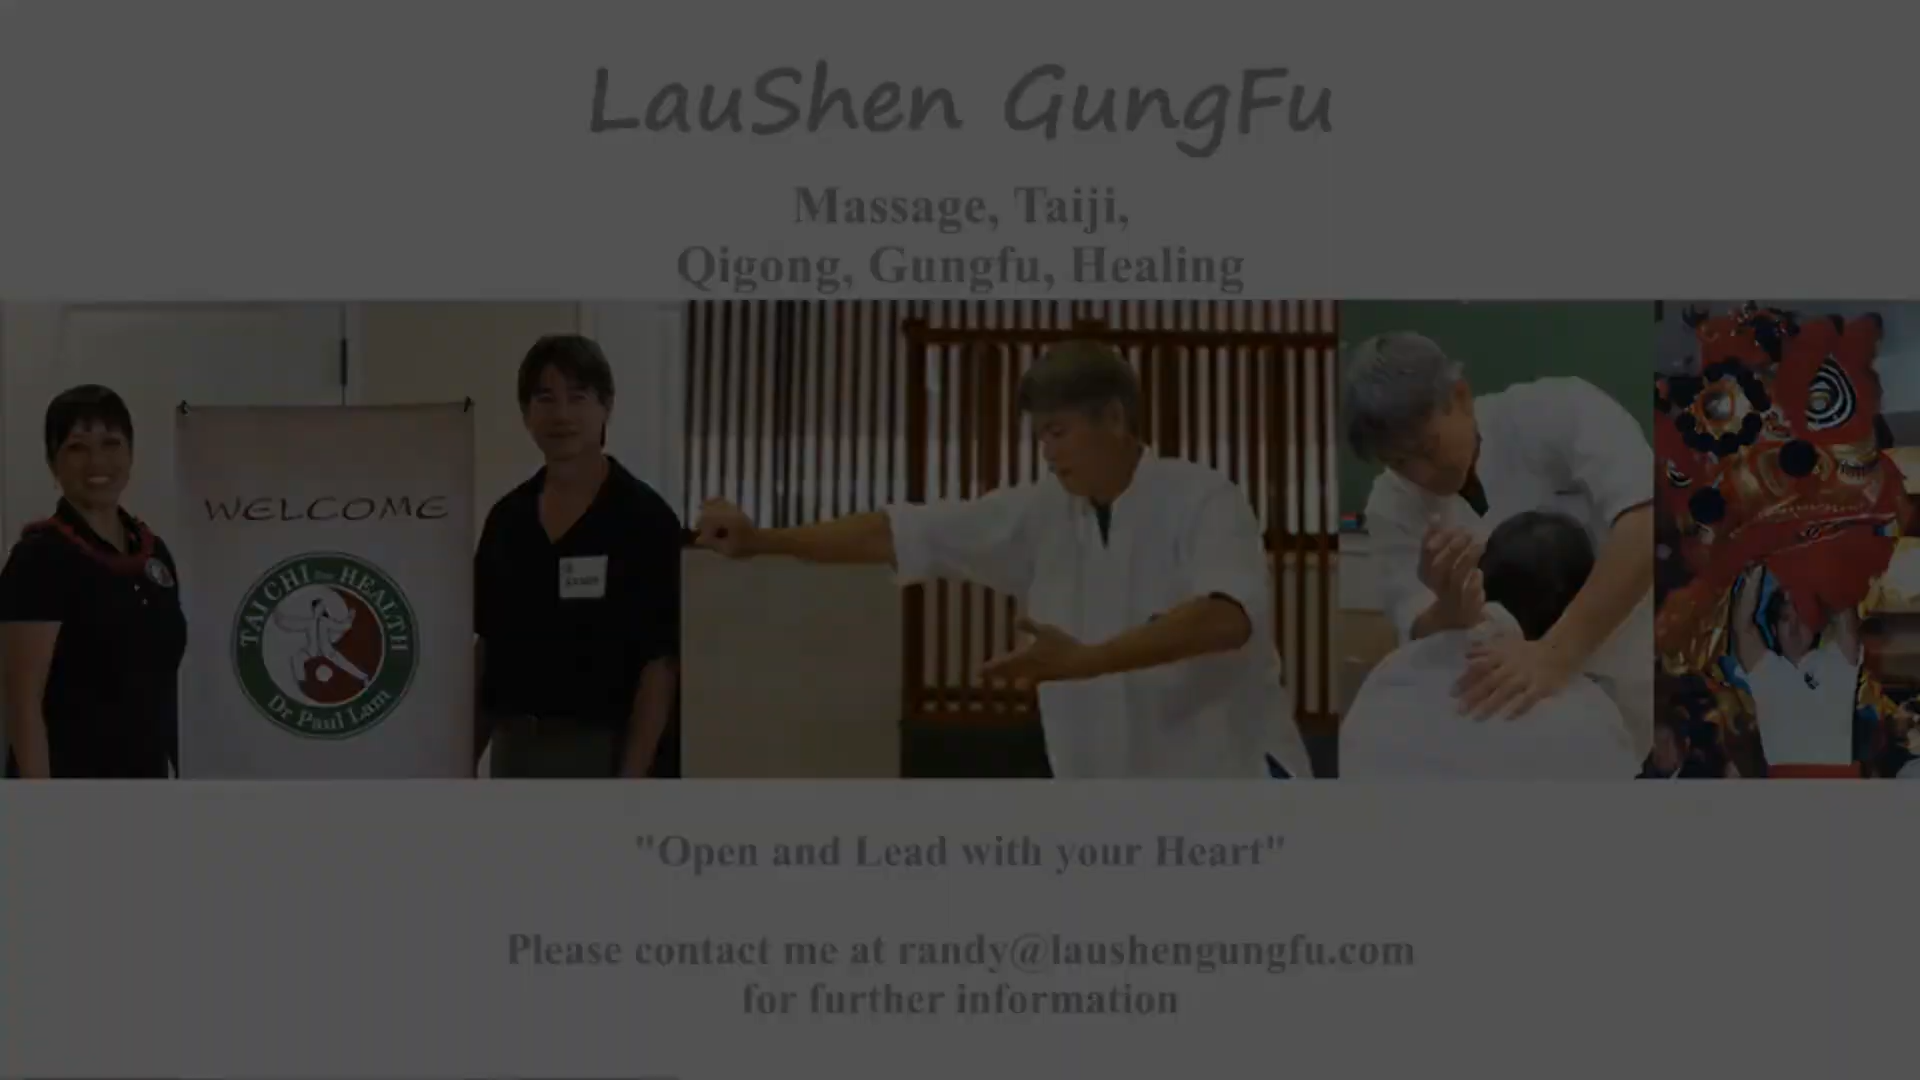 LauShen GungFu
Massage, Taiji,
Qigong, Gungfu, Healing
WELCOME
TAI CHI for HEALTH
Dr Paul Lam
"Open and Lead with your Heart"
Please contact me at randy@laushengungfu.com
for further information